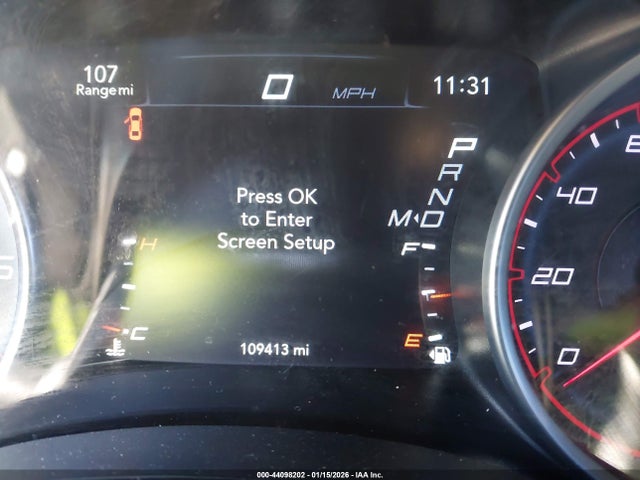 107
Range mi
0 MPH
11:31
P
R
N
M◂D
Press OK
to Enter
Screen Setup
H
F
C
E
109413 mi
40
20
0
000-44098202 - 01/15/2026 - IAA Inc.